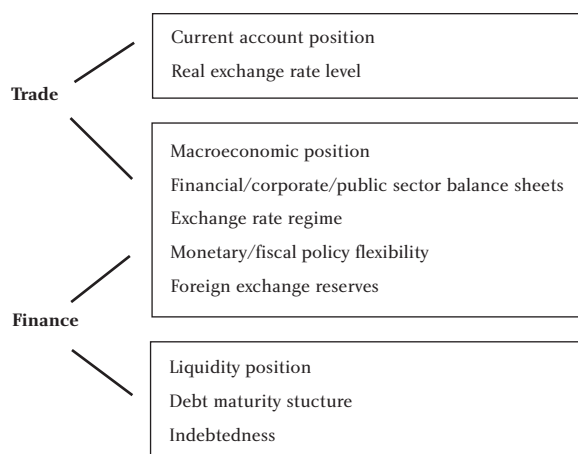 Current account position
Real exchange rate level
Trade
Macroeconomic position
Financial/corporate/public sector balance sheets
Exchange rate regime
Monetary/fiscal policy flexibility
Foreign exchange reserves
Finance
Liquidity position
Debt maturity stucture
Indebtedness